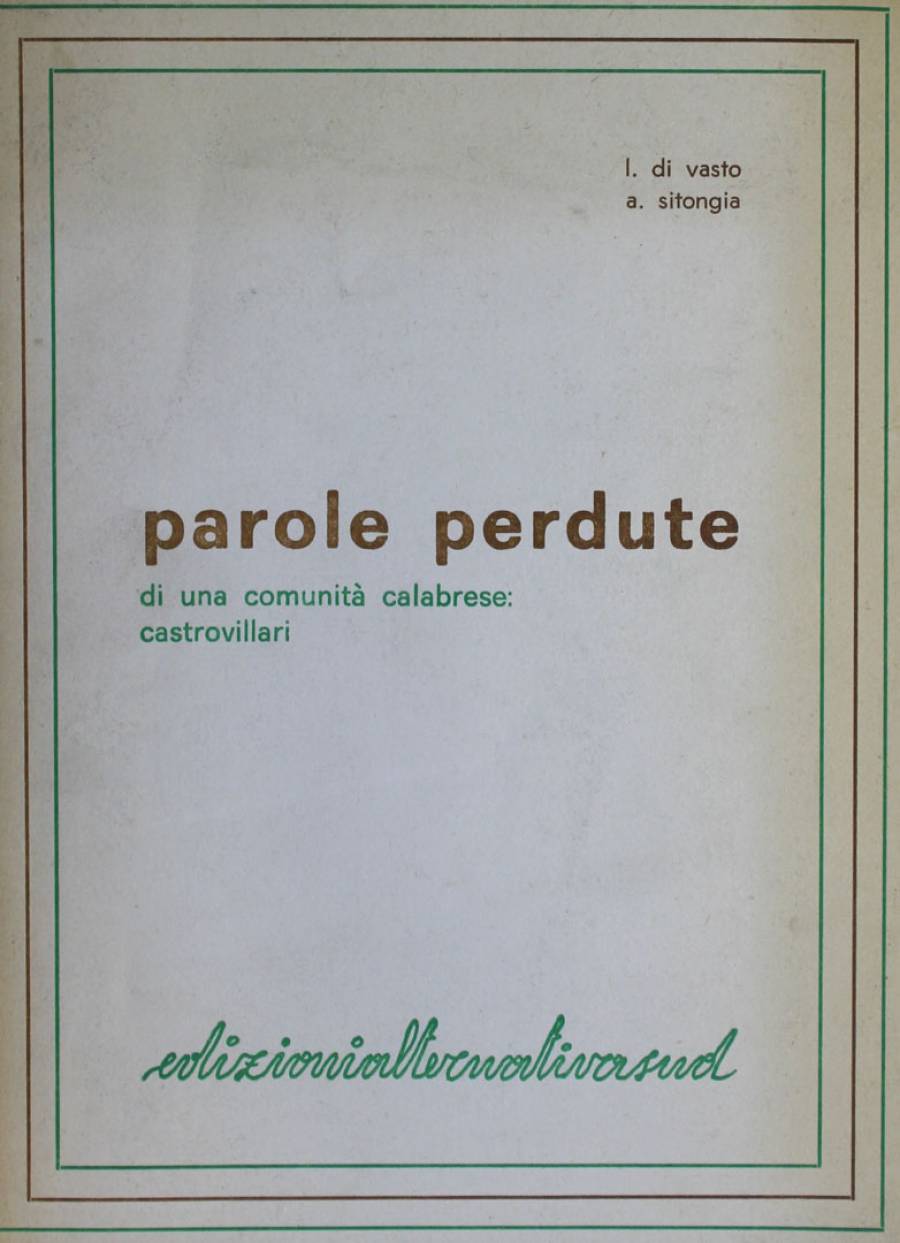 l. di vasto
a. sitongia
parole perdute
di una comunità calabrese:
castrovillari
edizionialternativasud